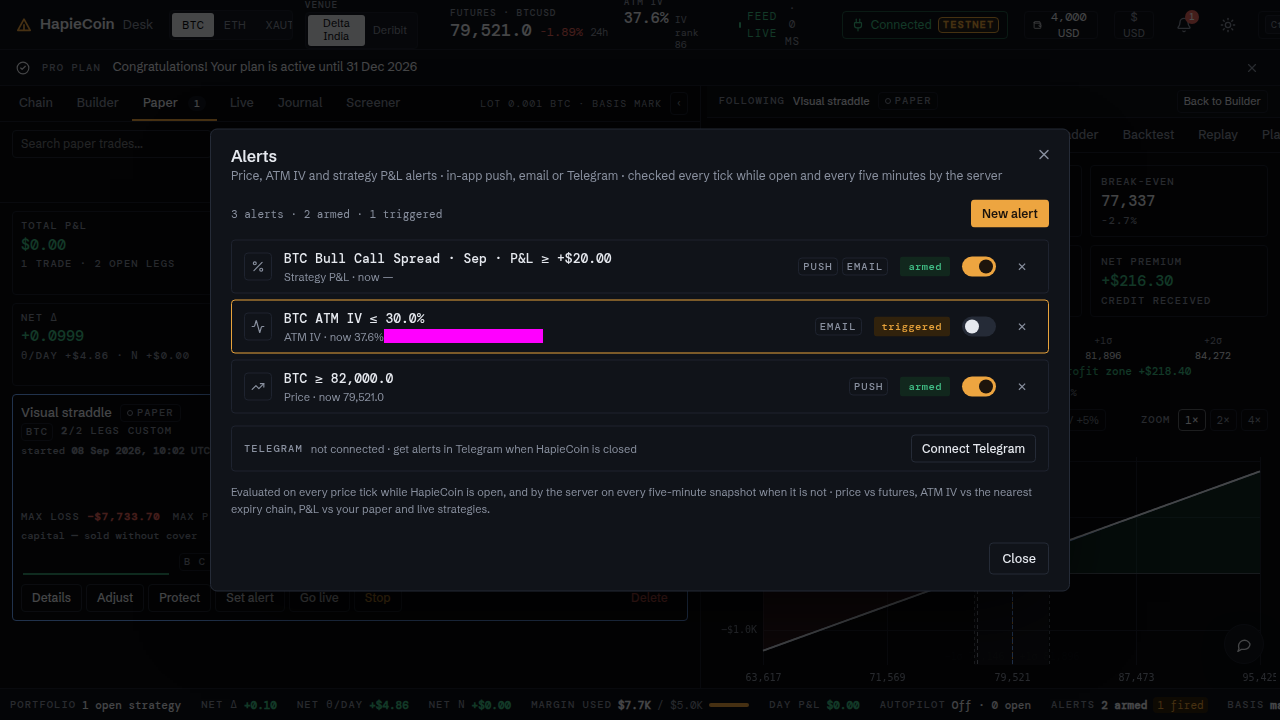 HapieCoin Desk
BTC ETH XAUT
VENUE
Delta India
Deribit
FUTURES · BTCUSD
79,521.0 -1.89% 24h
37.6% IV rank 86
FEED LIVE
0 MS
Connected TESTNET
4,000 USD
$ USD
1
PRO PLAN Congratulations! Your plan is active until 31 Dec 2026
Chain Builder Paper 1 Live Journal Screener
LOT 0.001 BTC · BASIS MARK
FOLLOWING Visual straddle PAPER
Back to Builder
Search paper trades…
Backtest Replay
TOTAL P&L
$0.00
1 TRADE · 2 OPEN LEGS
NET Δ
+0.0999
θ/DAY +$4.86 · N +$0.00
BREAK-EVEN
77,337
-2.7%
NET PREMIUM
+$216.30
CREDIT RECEIVED
Alerts
Price, ATM IV and strategy P&L alerts · in-app push, email or Telegram · checked every tick while open and every five minutes by the server
3 alerts · 2 armed · 1 triggered
New alert
BTC Bull Call Spread · Sep · P&L ≥ +$20.00
Strategy P&L · now —
PUSH EMAIL armed
BTC ATM IV ≤ 30.0%
ATM IV · now 37.6%
EMAIL triggered
BTC ≥ 82,000.0
Price · now 79,521.0
PUSH armed
TELEGRAM not connected · get alerts in Telegram when HapieCoin is closed
Connect Telegram
Evaluated on every price tick while HapieCoin is open, and by the server on every five-minute snapshot when it is not · price vs futures, ATM IV vs the nearest
expiry chain, P&L vs your paper and live strategies.
Close
+1σ +2σ
81,896 84,272
profit zone +$218.40
/ +5%
ZOOM 1× 2× 4×
Visual straddle PAPER
BTC 2/2 LEGS CUSTOM
started 08 Sep 2026, 10:02 UTC
MAX LOSS -$7,733.70 MAX P
capital — sold without cover
B C
Details Adjust Protect Set alert Go live Stop Delete
-$1.0K
63,617 71,569 79,521 87,473 95,425
PORTFOLIO 1 open strategy NET Δ +0.10 NET θ/DAY +$4.86 NET N +$0.00 MARGIN USED $7.7K / $5.0K DAY P&L $0.00 AUTOPILOT Off · 0 open ALERTS 2 armed 1 fired BASIS